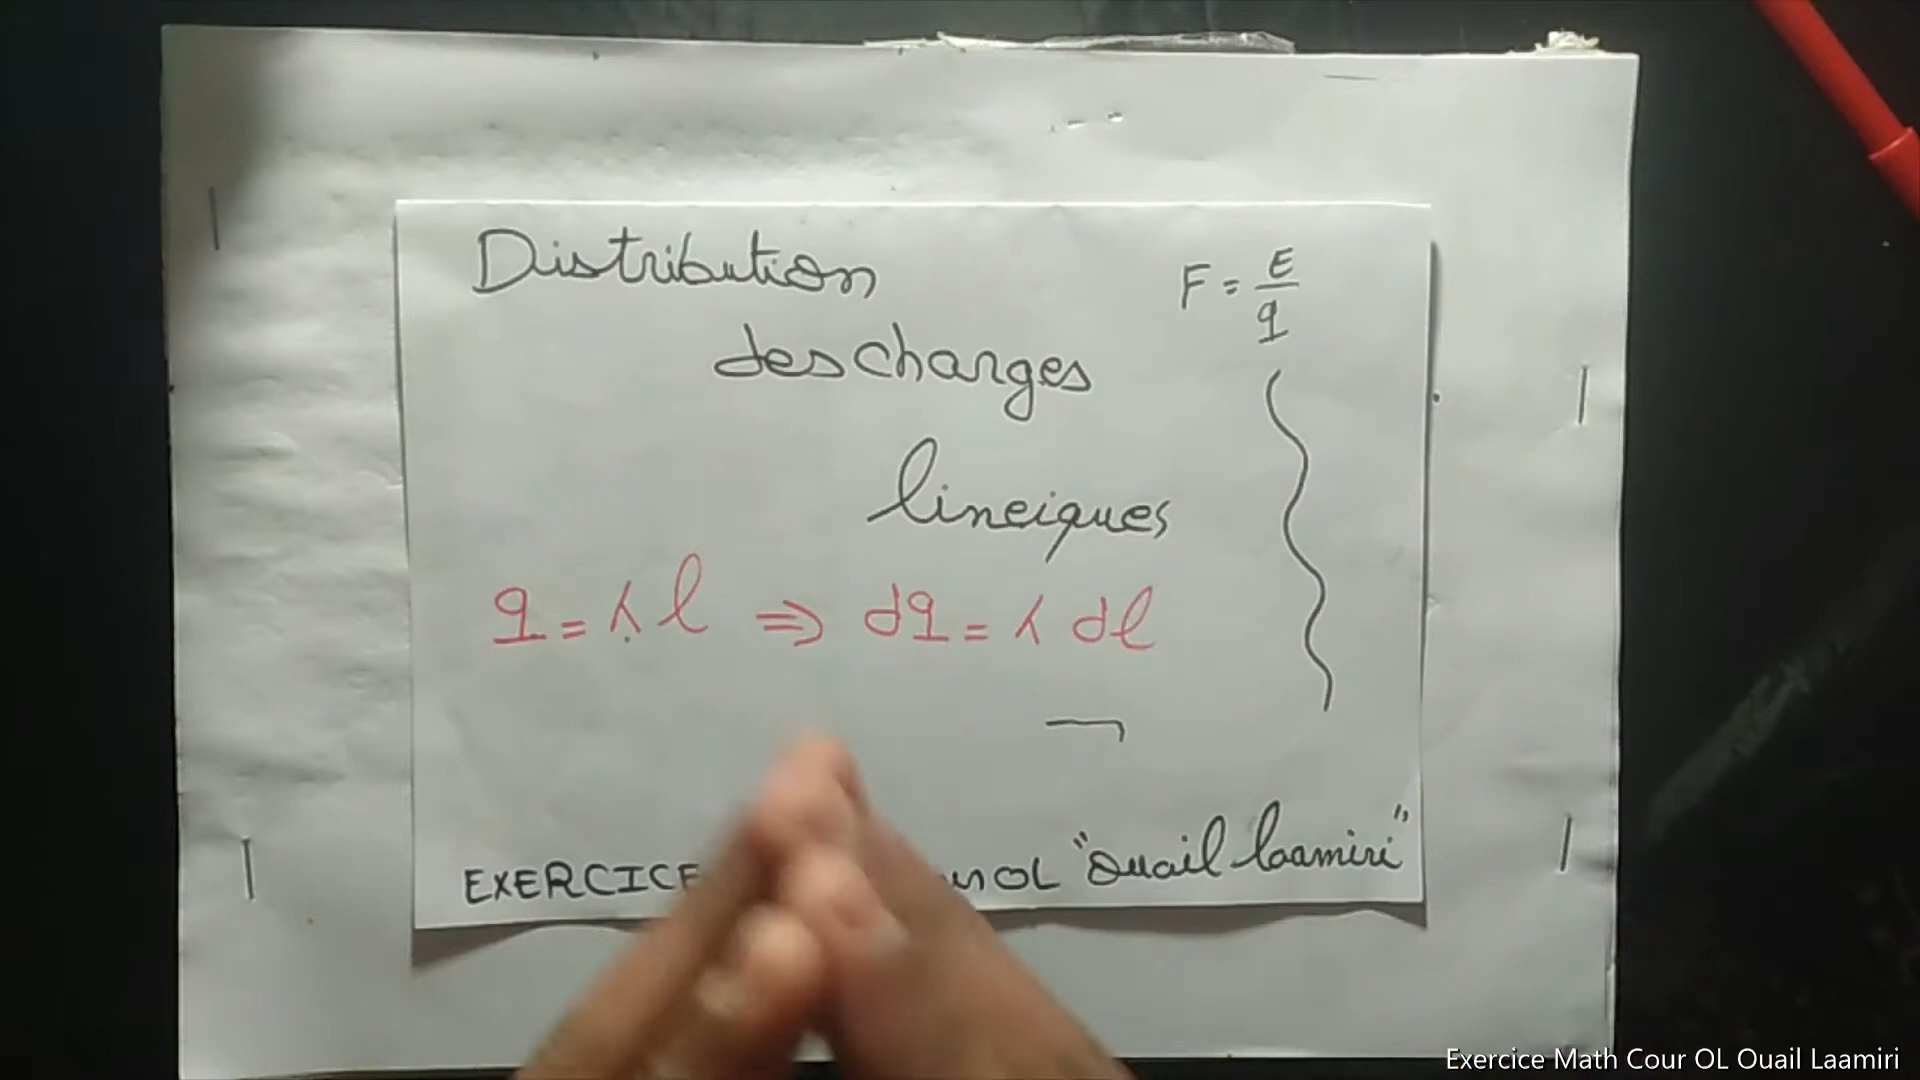 Distribution
des charges
lineiques
F = E/q
q = λ l ⇒ dq = λ dl
EXERCICE
OL "Ouail laamiri"
Exercice Math Cour OL Ouail Laamiri